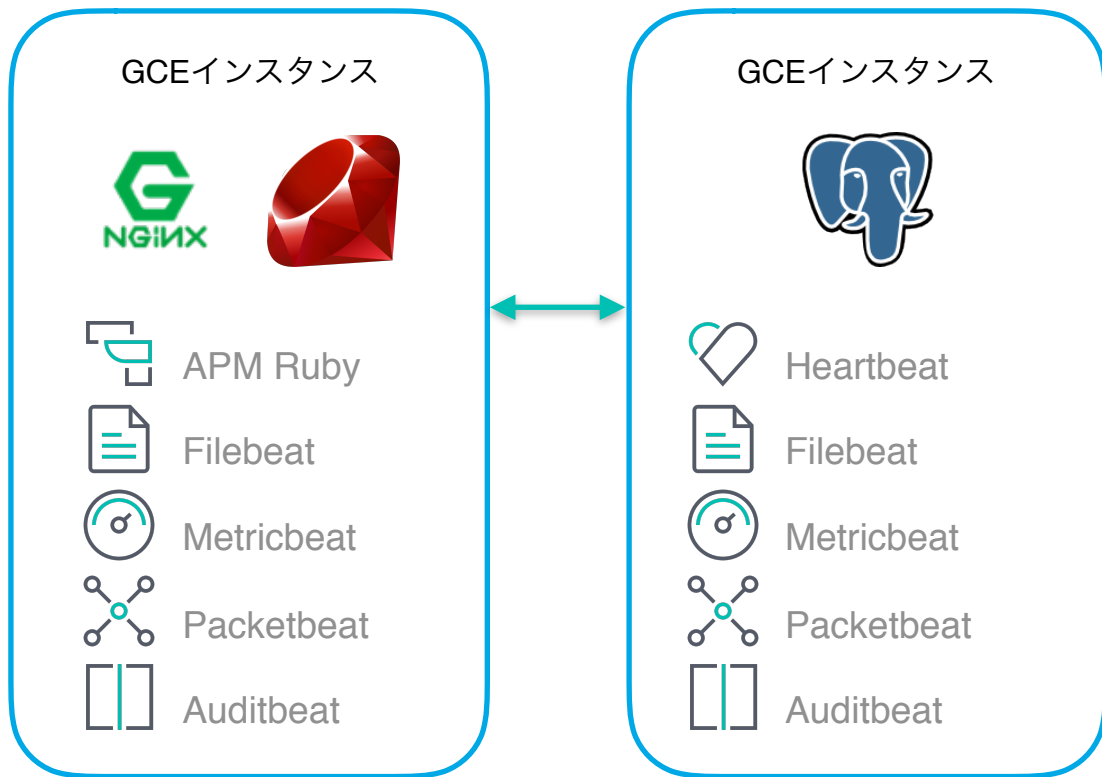 GCEインスタンス
NGiNX
APM Ruby
Filebeat
Metricbeat
Packetbeat
Auditbeat
GCEインスタンス
Heartbeat
Filebeat
Metricbeat
Packetbeat
Auditbeat